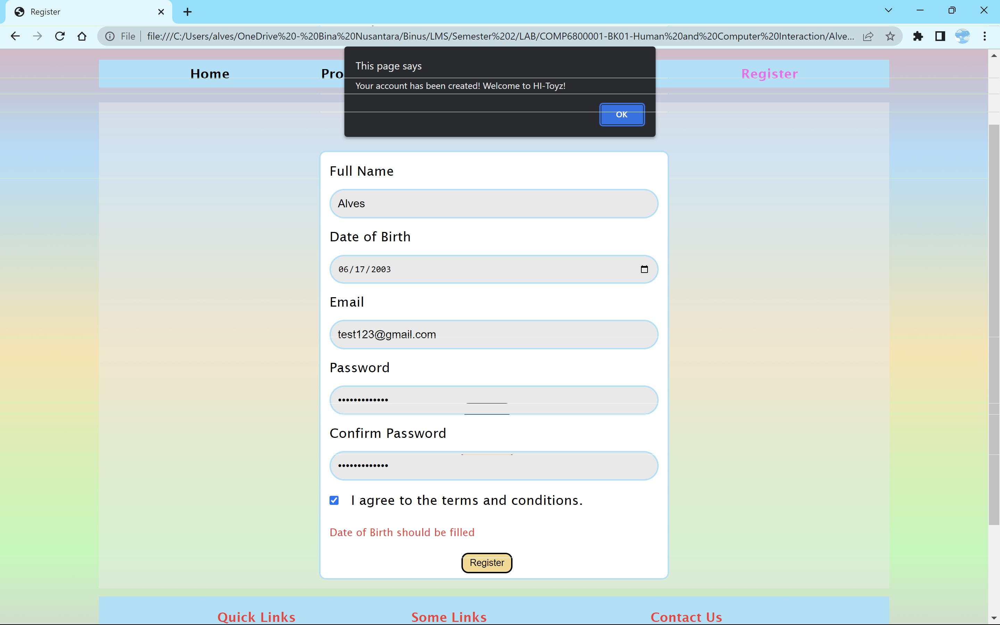 Register
File
file:///C:/Users/alves/OneDrive%20-%20Bina%20Nusantara/Binus/LMS/Semester%202/LAB/COMP6800001-BK01-Human%20and%20Computer%20Interaction/Alve...
Home
Pro
Register
This page says
Your account has been created! Welcome to HI-Toyz!
OK
Full Name
Alves
Date of Birth
06/17/2003
Email
test123@gmail.com
Password
•••••••••••••
Confirm Password
•••••••••••••
I agree to the terms and conditions.
Date of Birth should be filled
Register
Quick Links
Some Links
Contact Us